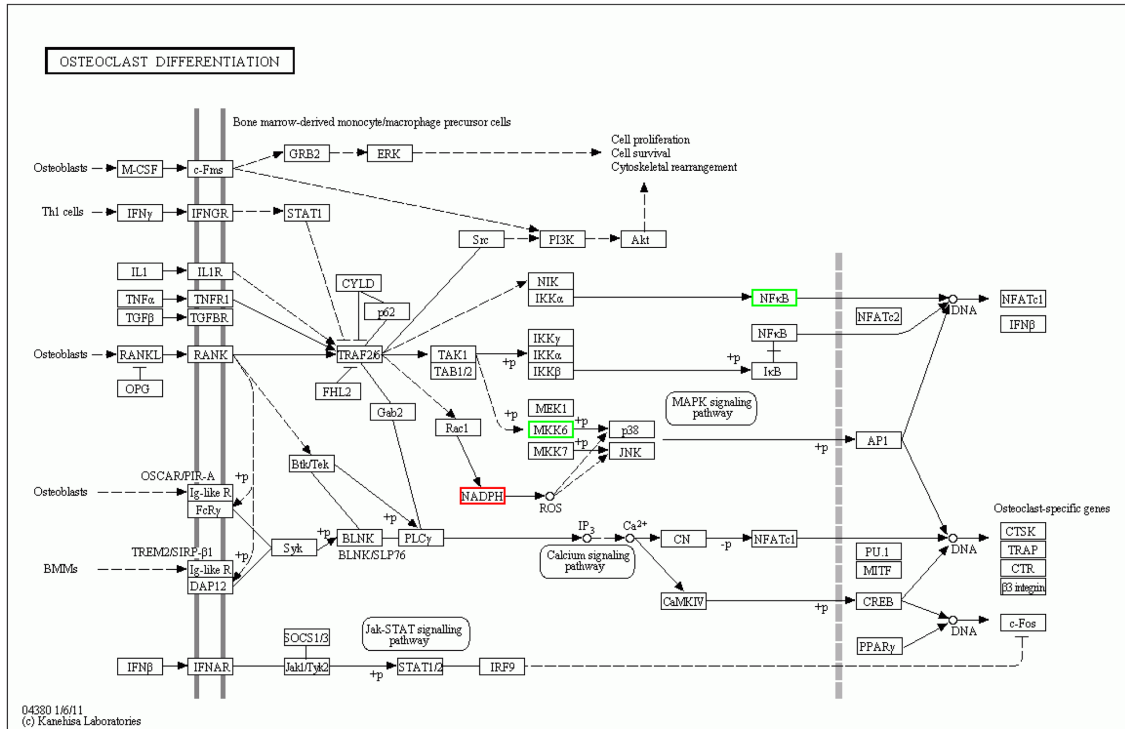 OSTEOCLAST DIFFERENTIATION
Bone marrow-derived monocyte/macrophage precursor cells
Osteoblasts
M-CSF
c-Fms
GRB2
ERK
Cell proliferation
Cell survival
Cytoskeletal rearrangement
Th1 cells
IFNγ
IFNGR
STAT1
Src
PI3K
Akt
IL1
IL1R
TNFα
TNFR1
TGFβ
TGFBR
CYLD
p62
NIK
IKKα
NFκB
NFATc2
DNA
NFATc1
IFNβ
Osteoblasts
RANKL
RANK
OPG
TRAF2/6
FHL2
TAK1
TAB1/2
IKKγ
IKKα
IKKβ
+p
NFκB
+p
IκB
Gab2
Rac1
+p
MEK1
MKK6
+p
p38
MKK7
+p
JNK
MAPK signaling
pathway
+p
AP1
Btk/Tek
NADPH
ROS
OSCAR/PIR-A
+p
Osteoblasts
Ig-like R
FcRγ
TREM2/SIRP-β1
+p
BMMs
Ig-like R
DAP12
Syk
+p
BLNK
BLNK/SLP76
+p
PLCγ
IP3
Ca2+
Calcium signaling
pathway
CN
-p
NFATc1
CaMKIV
+p
PU.1
MITF
CREB
PPARγ
DNA
DNA
Osteoclast-specific genes
CTSK
TRAP
CTR
β3 integrin
c-Fos
IFNβ
IFNAR
SOCS1/3
Jak1/Tyk2
Jak-STAT signalling
pathway
+p
STAT1/2
IRF9
04380 1/6/11
(c) Kanehisa Laboratories